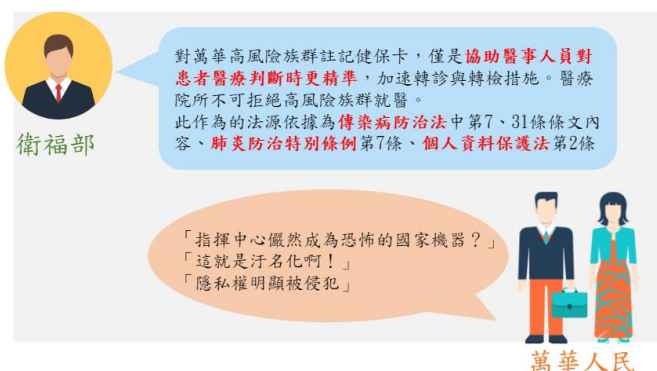 對萬華高風險族群註記健保卡，僅是協助醫事人員對
患者醫療判斷時更精準，加速轉診與轉檢措施。醫療
院所不可拒絕高風險族群就醫。
此作為的法源依據為傳染病防治法中第7、31條條文內
容、肺炎防治特別條例第7條、個人資料保護法第2條
衛福部
「指揮中心儼然成為恐怖的國家機器？」
「這就是汙名化啊！」
「隱私權明顯被侵犯」
萬華人民